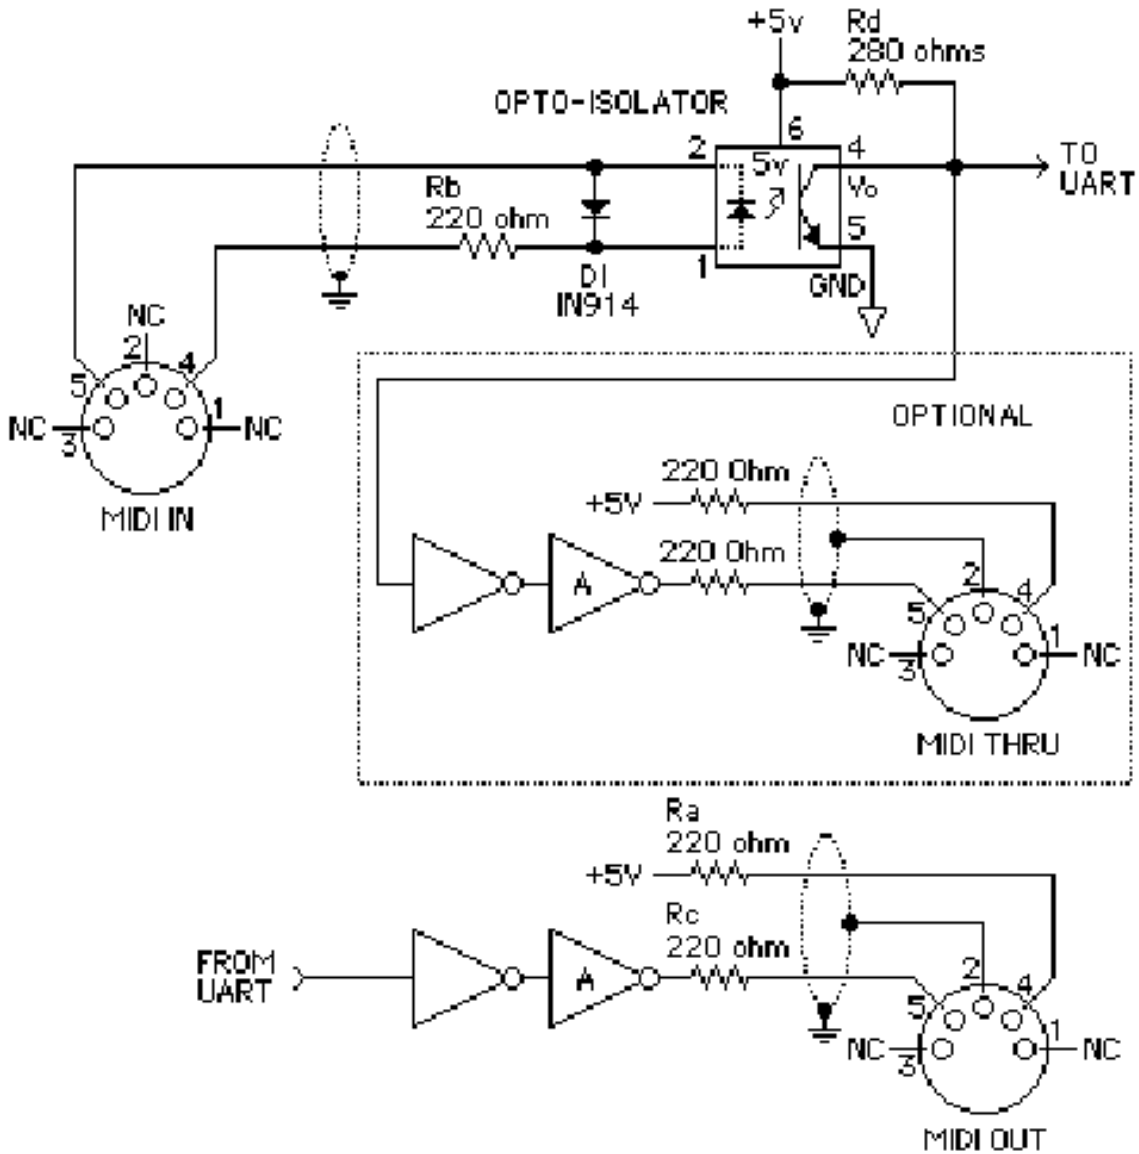 +5v
Rd
280 ohms
OPTO-ISOLATOR
6
2
5v
4
Vo
TO
UART
Rb
220 ohm
1
5
GND
D1
IN914
NC
2
5
4
NC
3
1
NC
MIDI IN
OPTIONAL
220 Ohm
+5V
220 Ohm
A
2
5
4
NC
3
1
NC
MIDI THRU
Ra
220 ohm
+5V
Rc
220 ohm
FROM
UART
A
2
5
4
NC
3
1
NC
MIDI OUT